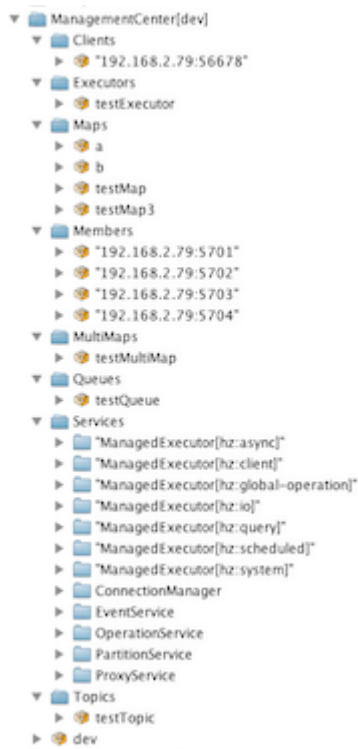 ManagementCenter[dev]
Clients
"192.168.2.79:56678"
Executors
testExecutor
Maps
a
b
testMap
testMap3
Members
"192.168.2.79:5701"
"192.168.2.79:5702"
"192.168.2.79:5703"
"192.168.2.79:5704"
MultiMaps
testMultiMap
Queues
testQueue
Services
"ManagedExecutor[hz:async]"
"ManagedExecutor[hz:client]"
"ManagedExecutor[hz:global-operation]"
"ManagedExecutor[hz:io]"
"ManagedExecutor[hz:query]"
"ManagedExecutor[hz:scheduled]"
"ManagedExecutor[hz:system]"
ConnectionManager
EventService
OperationService
PartitionService
ProxyService
Topics
testTopic
dev